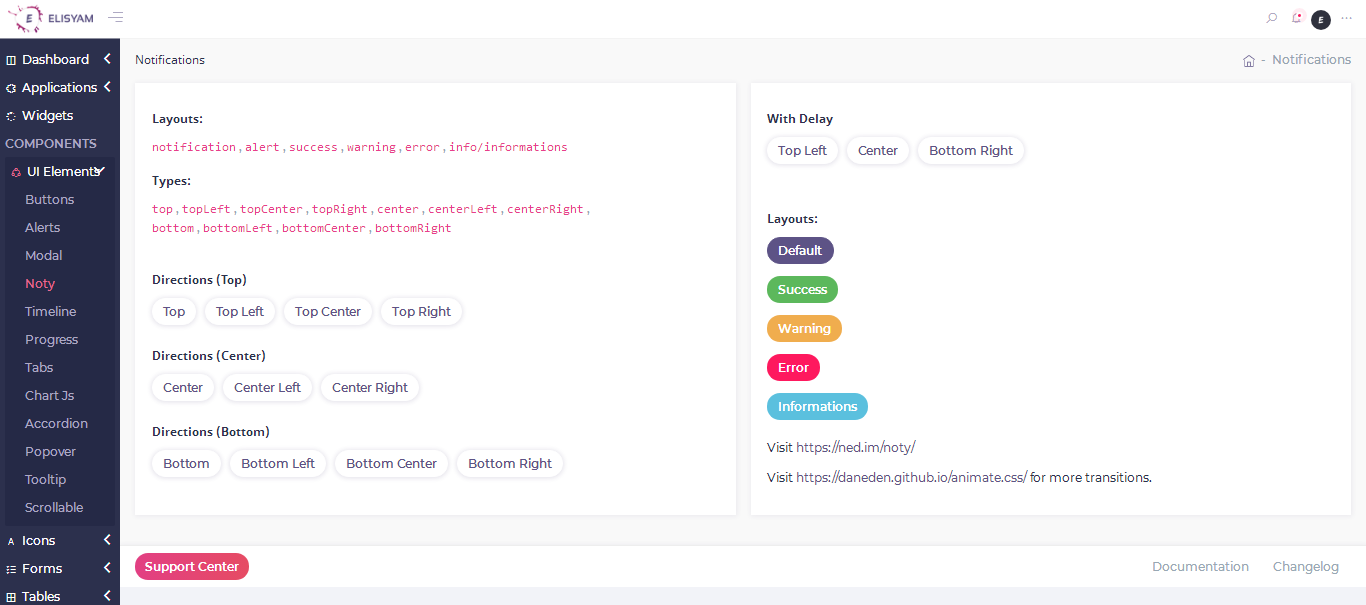 E ELISYAM
E
Dashboard
Applications
Widgets
COMPONENTS
UI Elements
Buttons
Alerts
Modal
Noty
Timeline
Progress
Tabs
Chart Js
Accordion
Popover
Tooltip
Scrollable
A Icons
Forms
Tables
Notifications
- Notifications
Layouts:
notification,alert,success,warning,error,info/informations
Types:
top,topLeft,topCenter,topRight,center,centerLeft,centerRight,
bottom,bottomLeft,bottomCenter,bottomRight
Directions (Top)
Top Top Left Top Center Top Right
Directions (Center)
Center Center Left Center Right
Directions (Bottom)
Bottom Bottom Left Bottom Center Bottom Right
With Delay
Top Left Center Bottom Right
Layouts:
Default
Success
Warning
Error
Informations
Visit https://ned.im/noty/
Visit https://daneden.github.io/animate.css/ for more transitions.
Support Center
Documentation Changelog